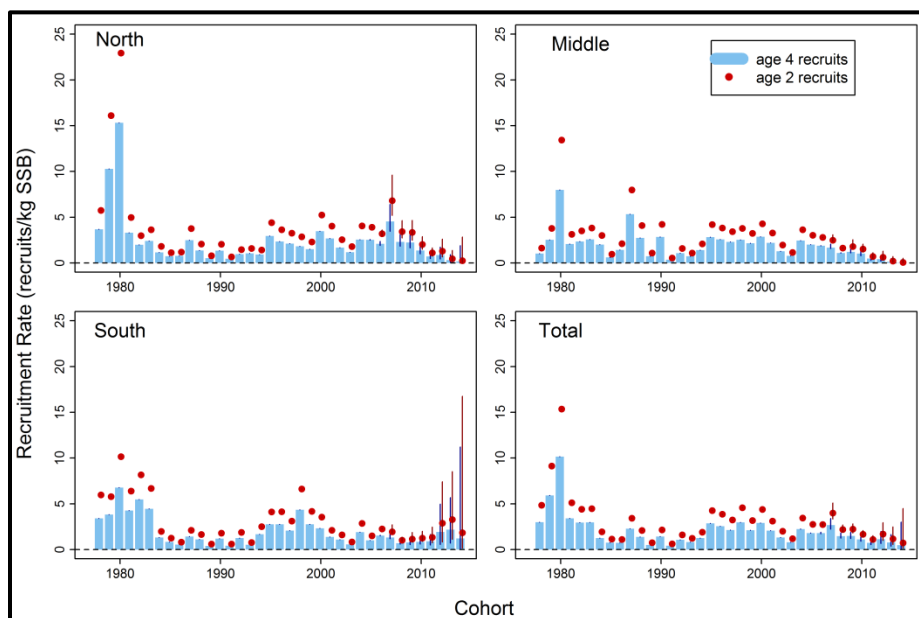 North
Middle
age 4 recruits
age 2 recruits
0 5 10 15 20 25
1980 1990 2000 2010
0 5 10 15 20 25
1980 1990 2000 2010
South
Total
0 5 10 15 20 25
1980 1990 2000 2010
0 5 10 15 20 25
1980 1990 2000 2010
Recruitment Rate (recruits/kg SSB)
Cohort